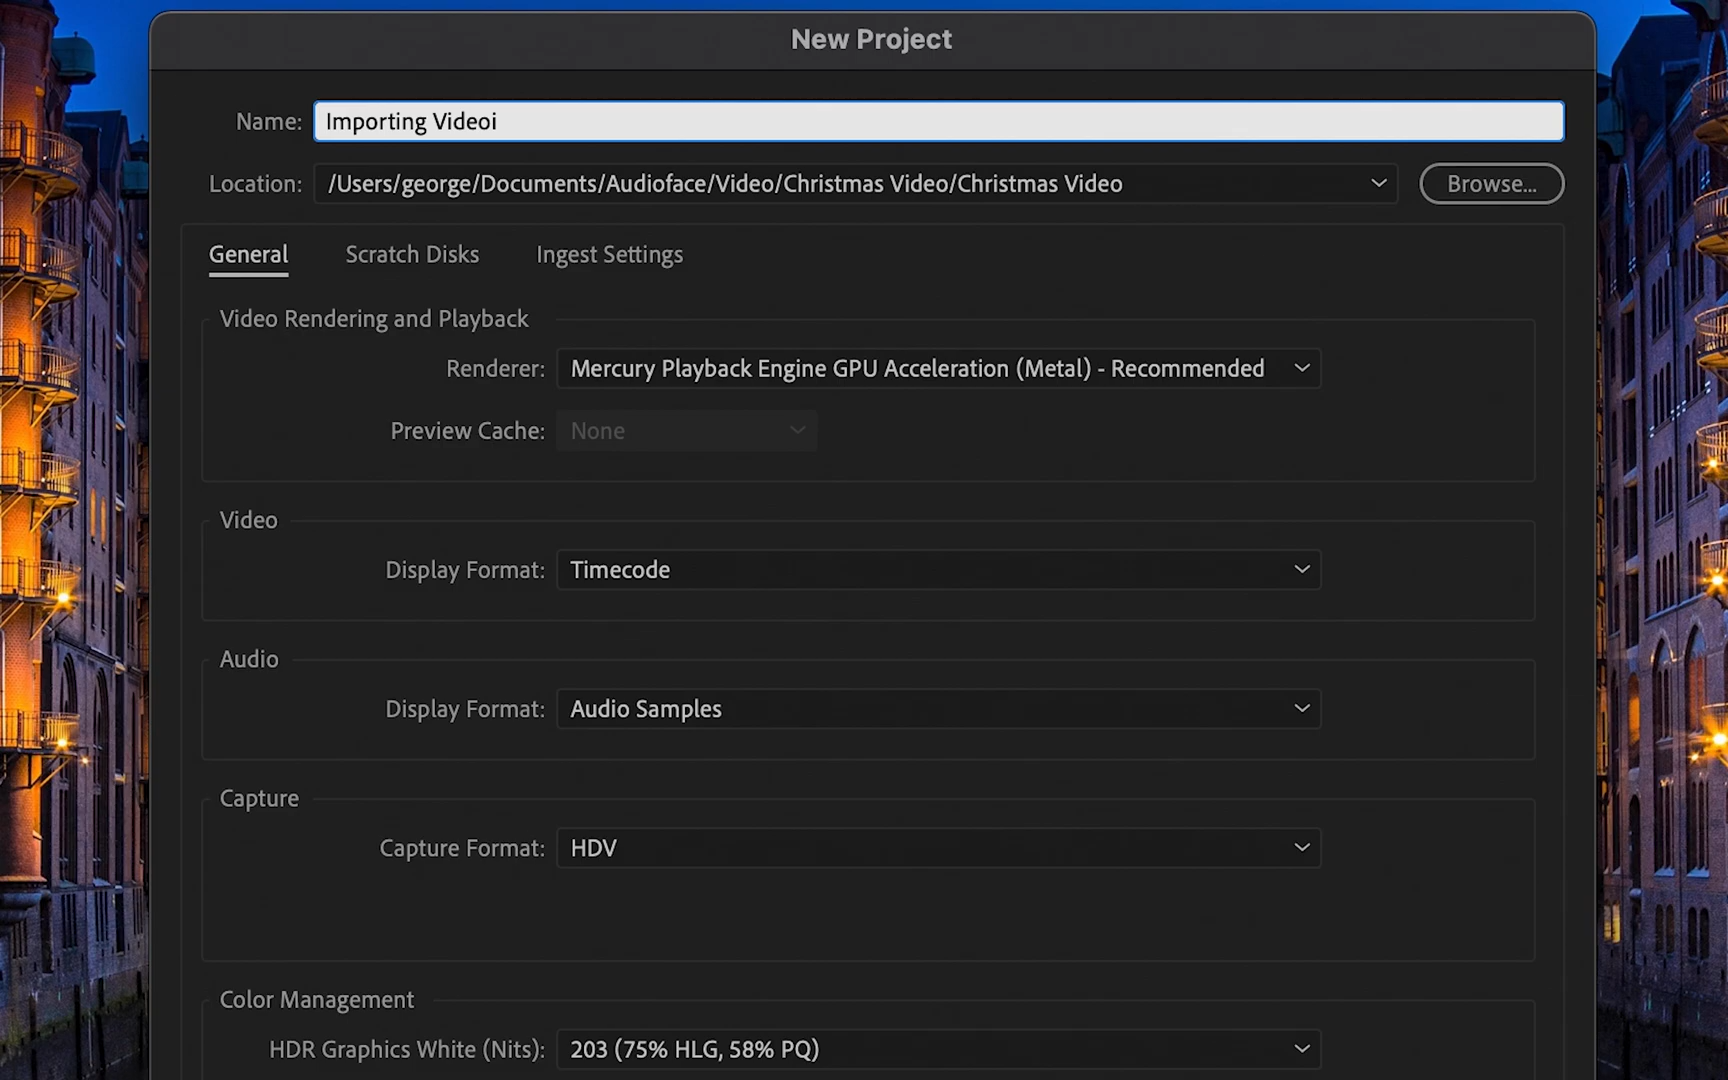 New Project
Name: Importing Videoi
Location: /Users/george/Documents/Audioface/Video/Christmas Video/Christmas Video Browse...
General Scratch Disks Ingest Settings
Video Rendering and Playback
Renderer: Mercury Playback Engine GPU Acceleration (Metal) - Recommended
Preview Cache: None
Video
Display Format: Timecode
Audio
Display Format: Audio Samples
Capture
Capture Format: HDV
Color Management
HDR Graphics White (Nits): 203 (75% HLG, 58% PQ)